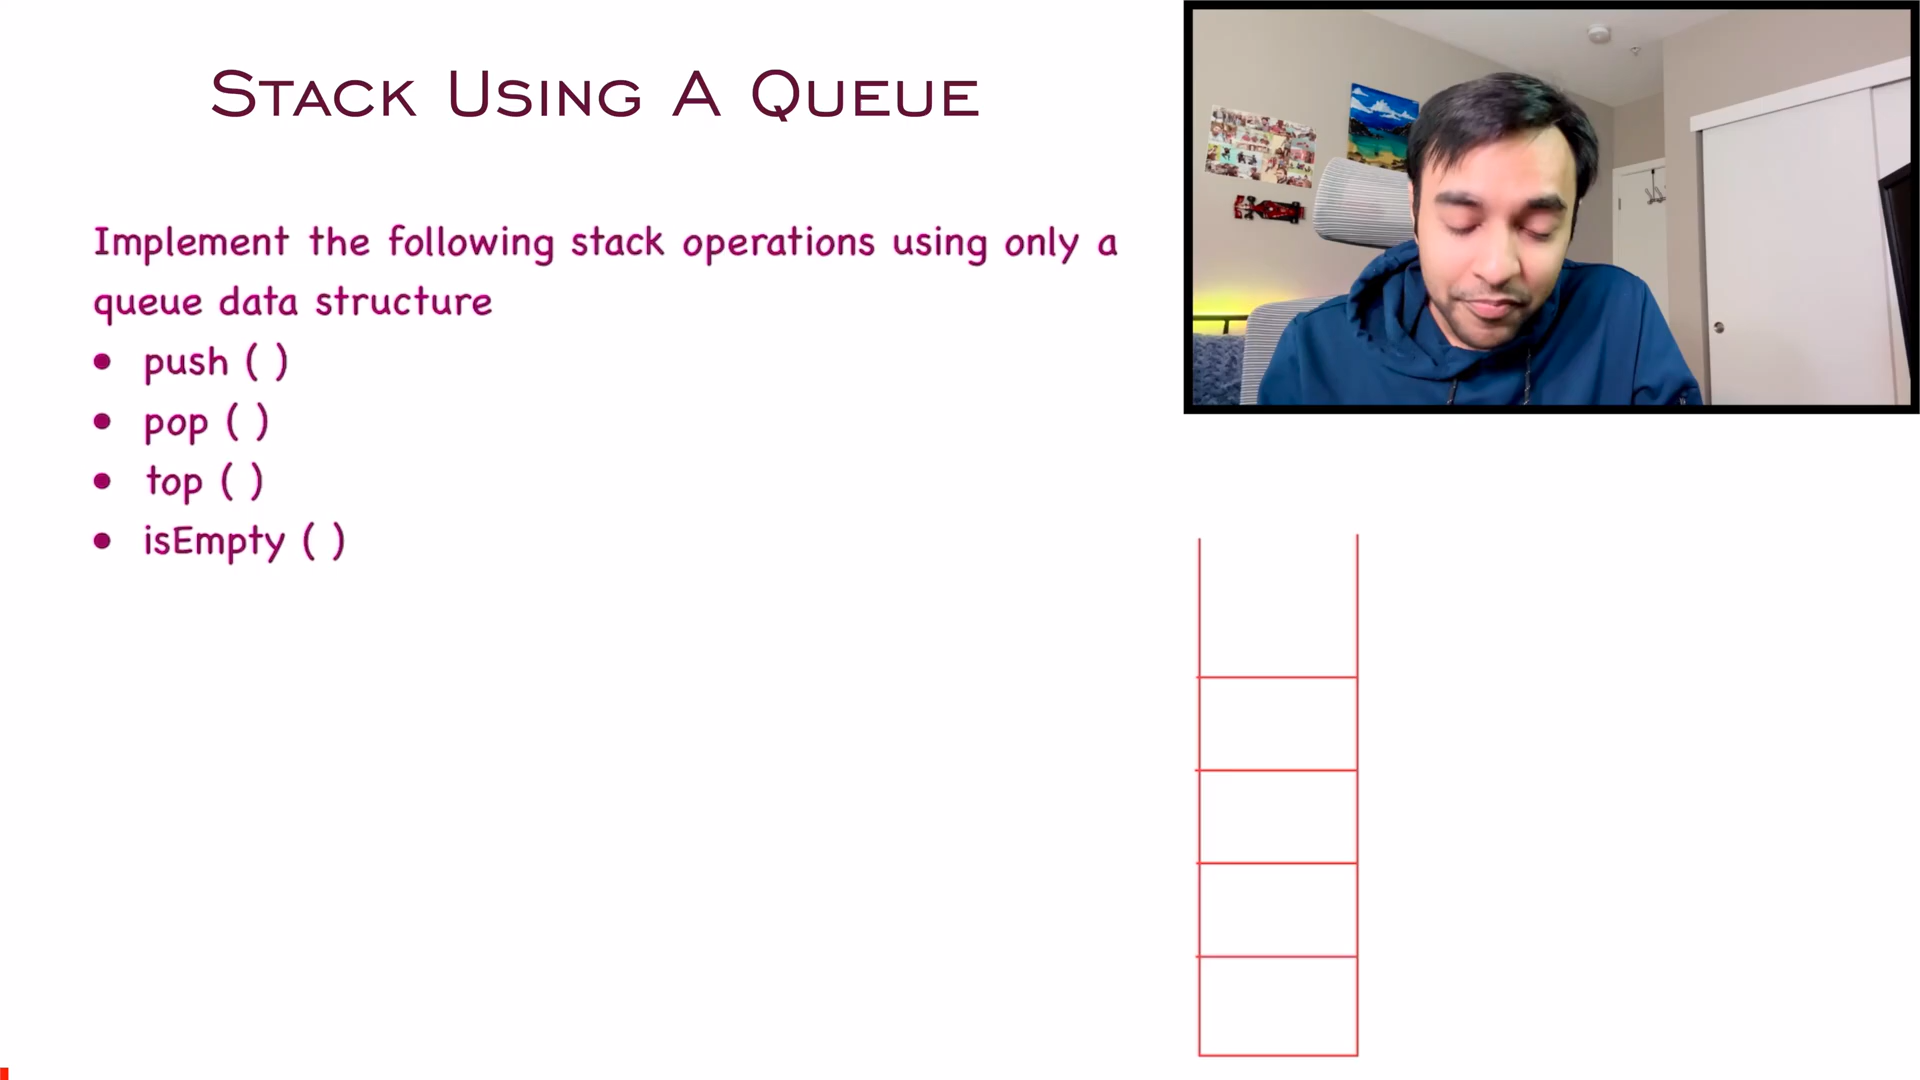 STACK USING A QUEUE
Implement the following stack operations using only a
queue data structure
• push ( )
• pop ( )
• top ( )
• isEmpty ( )